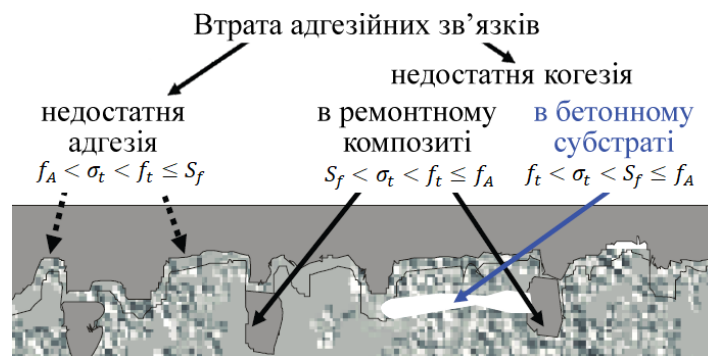 Втрата адгезійних зв’язків
недостатня когезія
недостатня
адгезія
f_A < σ_t < f_t ≤ S_f
в ремонтному
композиті
S_f < σ_t < f_t ≤ f_A
в бетонному
субстраті
f_t < σ_t < S_f ≤ f_A